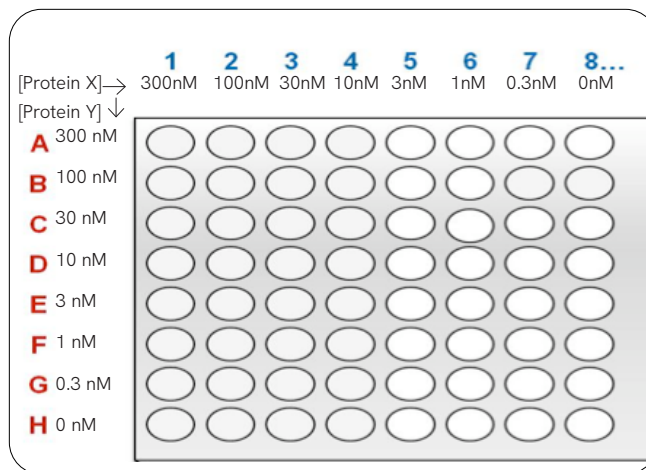 1 2 3 4 5 6 7 8...
[Protein X] 300nM 100nM 30nM 10nM 3nM 1nM 0.3nM 0nM
[Protein Y]
A 300 nM
B 100 nM
C 30 nM
D 10 nM
E 3 nM
F 1 nM
G 0.3 nM
H 0 nM